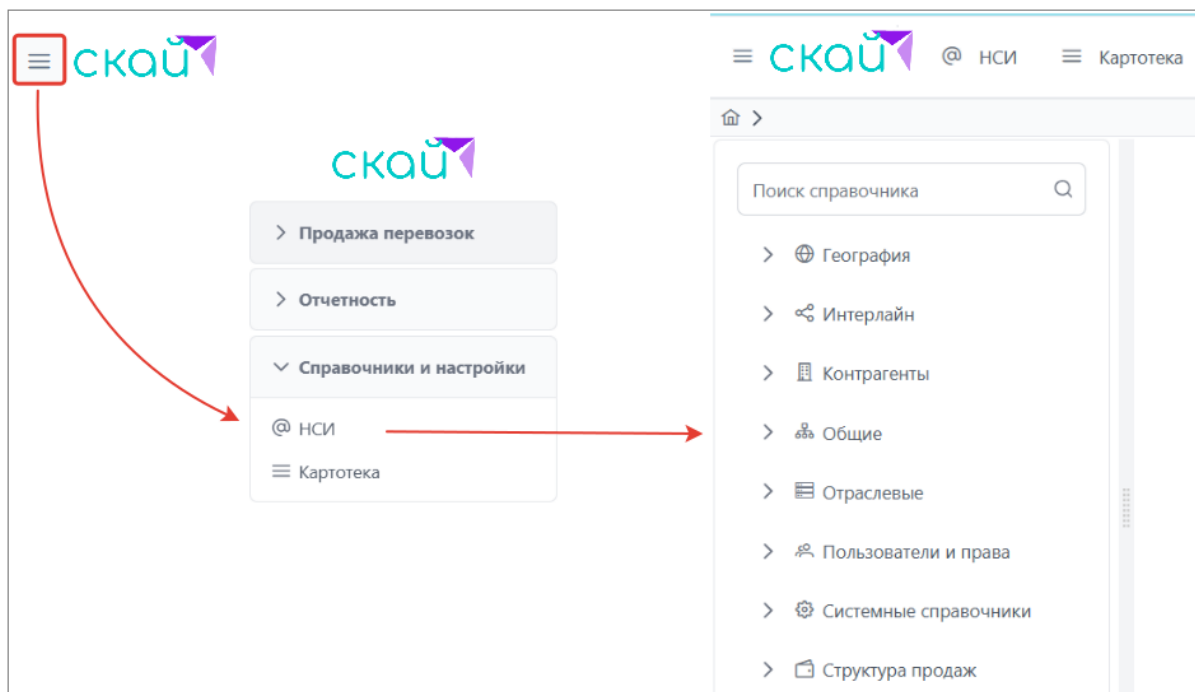 скай
скай
Продажа перевозок
Отчетность
Справочники и настройки
@ НСИ
Картотека
скай @ НСИ Картотека
Поиск справочника
География
Интерлайн
Контрагенты
Общие
Отраслевые
Пользователи и права
Системные справочники
Структура продаж